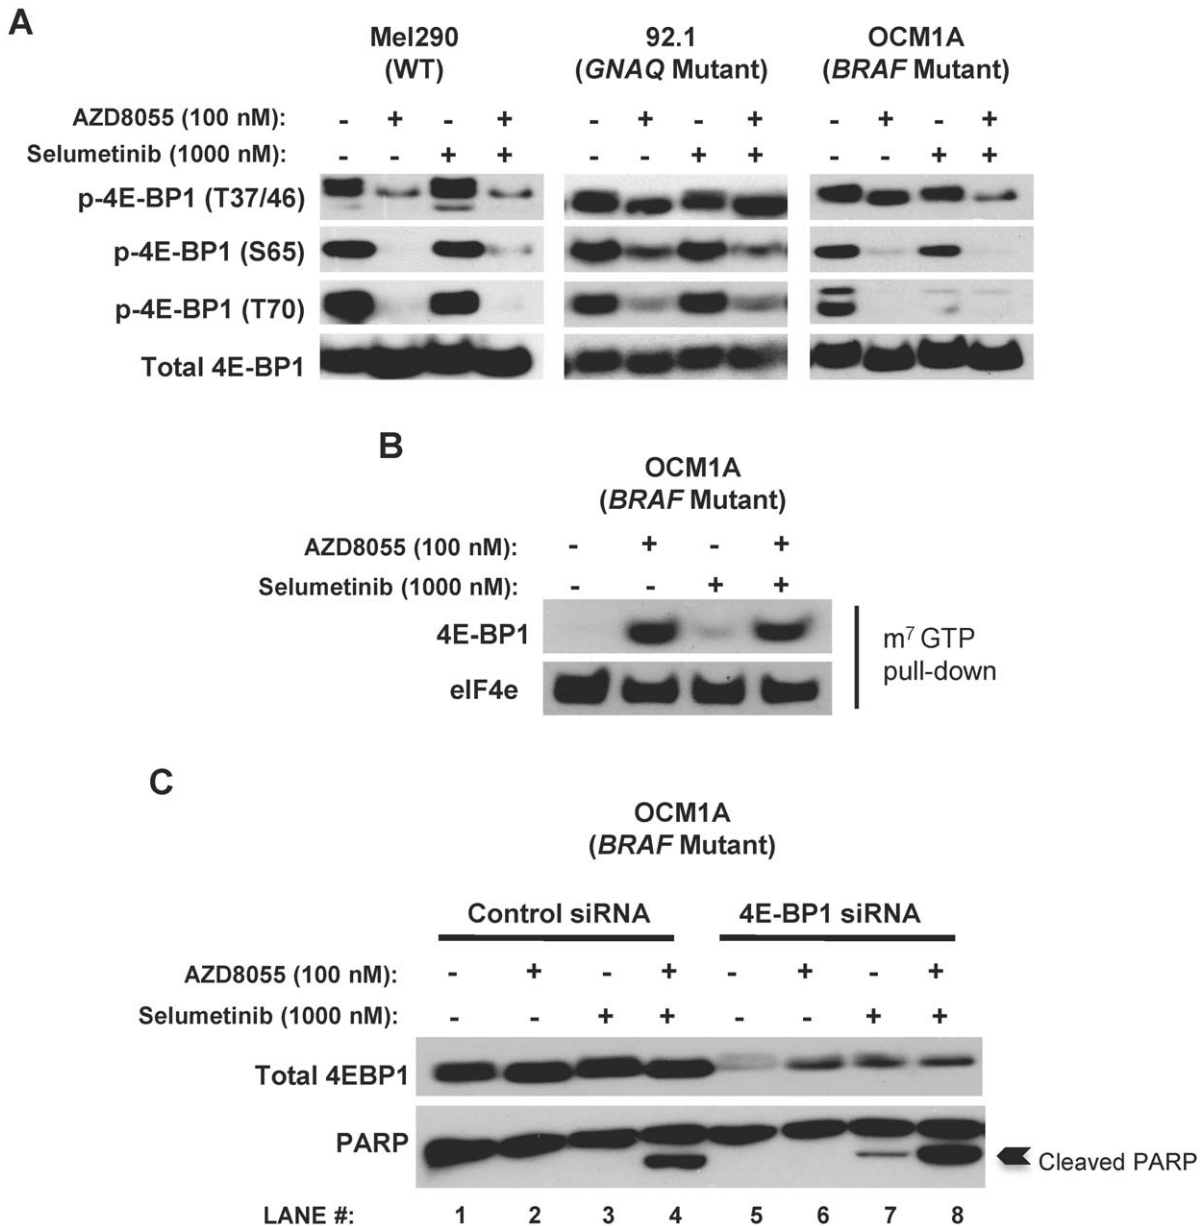 A
Mel290
(WT)
92.1
(GNAQ Mutant)
OCM1A
(BRAF Mutant)
AZD8055 (100 nM): - + - + - + - + - + - +
Selumetinib (1000 nM): - - + + - - + + - - + +
p-4E-BP1 (T37/46)
p-4E-BP1 (S65)
p-4E-BP1 (T70)
Total 4E-BP1
B
OCM1A
(BRAF Mutant)
AZD8055 (100 nM): - + - +
Selumetinib (1000 nM): - - + +
4E-BP1
eIF4e
m⁷ GTP
pull-down
C
OCM1A
(BRAF Mutant)
Control siRNA 4E-BP1 siRNA
AZD8055 (100 nM): - + - + - + - +
Selumetinib (1000 nM): - - + + - - + +
Total 4EBP1
PARP
Cleaved PARP
LANE #: 1 2 3 4 5 6 7 8